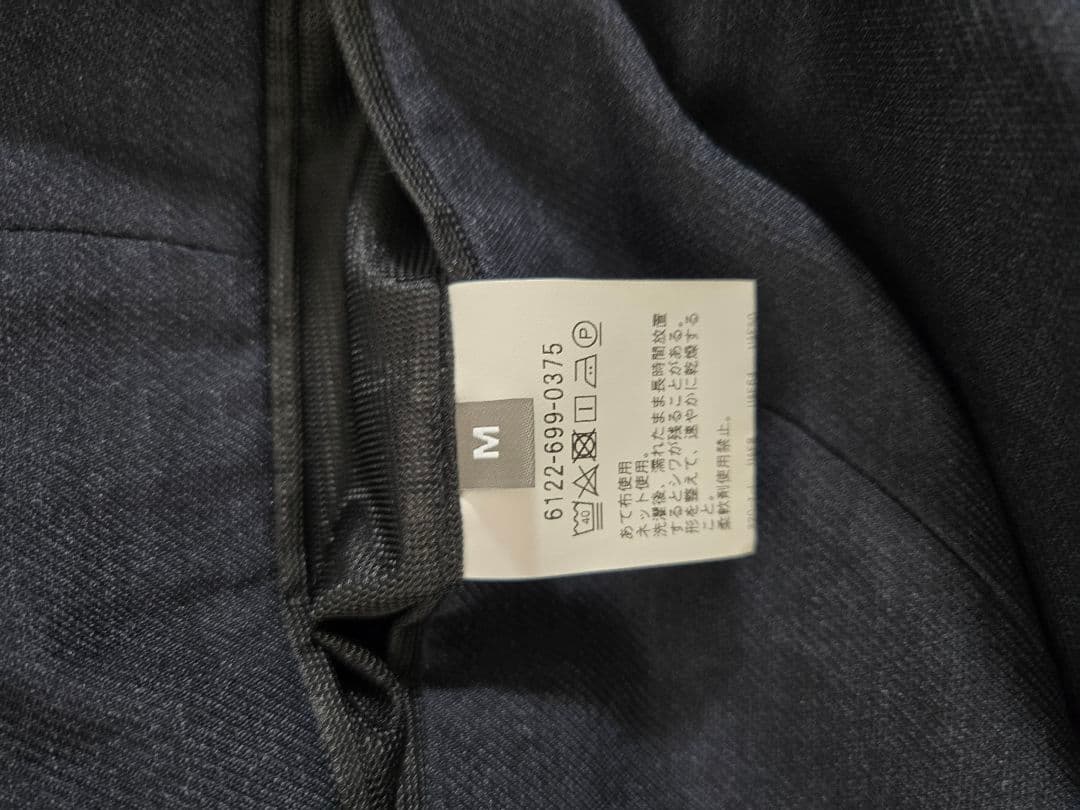 M
6122-699-0375
40 P
あて布使用
ネット使用。
洗濯後、濡れたまま長時間放置
するとシワが残ることがある。
形を整えて、速やかに乾燥する
こと。
柔軟剤使用禁止。